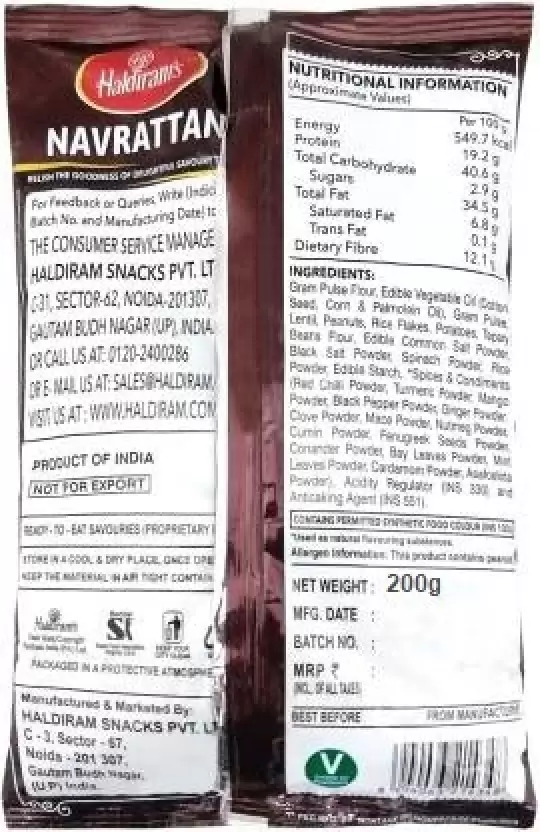 Haldiram's
NAVRATTAN
RELISH THE GOODNESS OF DELIGHTFUL SAVOURY
For Feedback or Queries, Write (Indic
Batch No. and Manufacturing Date) to
THE CONSUMER SERVICE MANAGE
HALDIRAM SNACKS PVT. LT
C-31, SECTOR-62, NOIDA-201307,
GAUTAM BUDH NAGAR (UP), INDIA
OR CALL US AT: 0120-2400286
OR E-MAIL US AT: SALES@HALDIRAM
VISIT US AT: WWW.HALDIRAM.COM
PRODUCT OF INDIA
NOT FOR EXPORT
READY-TO-EAT SAVOURIES (PROPRIETARY
STORE IN A COOL & DRY PLACE, ONCE OPE
KEEP THE MATERIAL IN AIR TIGHT CONTAIN
Haldiram's
KEEP YOUR
CITY CLEAN
PACKAGED IN A PROTECTIVE ATMOSPHE
Manufactured & Marketed By:
HALDIRAM SNACKS PVT. LT
C-3, Sector-67,
Noida-201 307,
Gautam Budh Nagar,
(U.P) India.
NUTRITIONAL INFORMATION
(Approximate Values)
Per 100 g
Energy 549.7 kcal
Protein 19.2 g
Total Carbohydrate 40.6 g
Sugars 2.9 g
Total Fat 34.5 g
Saturated Fat 6.8 g
Trans Fat 0.1 g
Dietary Fibre 12.1
INGREDIENTS:
Gram Pulse Flour, Edible Vegetable Oil (Cotton
Seed, Corn & Palmolein Oil), Gram Pulse,
Lentil, Peanuts, Rice Flakes, Potatoes, Tepary
Beans Flour, Edible Common Salt Powder,
Black Salt Powder, Spinach Powder, Rice
Powder, Edible Starch, *Spices & Condiments
(Red Chilli Powder, Turmeric Powder, Mango
Powder, Black Pepper Powder, Ginger Powder,
Clove Powder, Mace Powder, Nutmeg Powder,
Cumin Powder, Fenugreek Seeds Powder,
Coriander Powder, Bay Leaves Powder, Mint
Leaves Powder, Cardamom Powder, Asafoetida
Powder), Acidity Regulator (INS 330) and
Anticaking Agent (INS 551).
CONTAINS PERMITTED SYNTHETIC FOOD COLOUR
*Used as natural flavouring substances.
Allergen Information: This product contains peanut
NET WEIGHT : 200g
MFG. DATE :
BATCH NO. :
MRP ₹ :
(INCL. OF ALL TAXES)
BEST BEFORE FROM MANUFACTURE
V